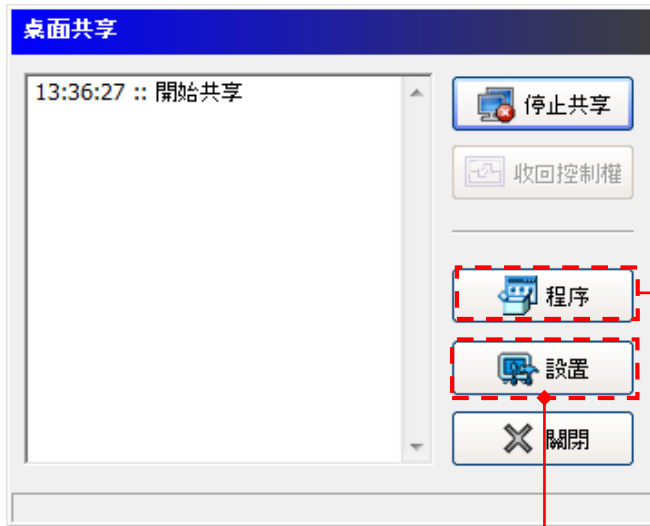 桌面共享
13:36:27 :: 開始共享
停止共享
收回控制權
程序
設置
關閉